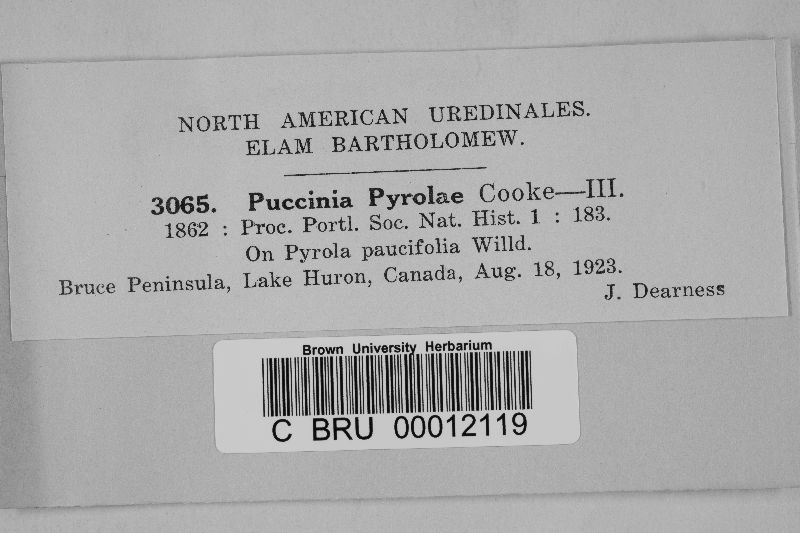 NORTH AMERICAN UREDINALES.
ELAM BARTHOLOMEW.
3065. Puccinia Pyrolae Cooke—III.
1862 : Proc. Portl. Soc. Nat. Hist. 1 : 183.
On Pyrola paucifolia Willd.
Bruce Peninsula, Lake Huron, Canada, Aug. 18, 1923.
J. Dearness
Brown University Herbarium
C BRU 00012119